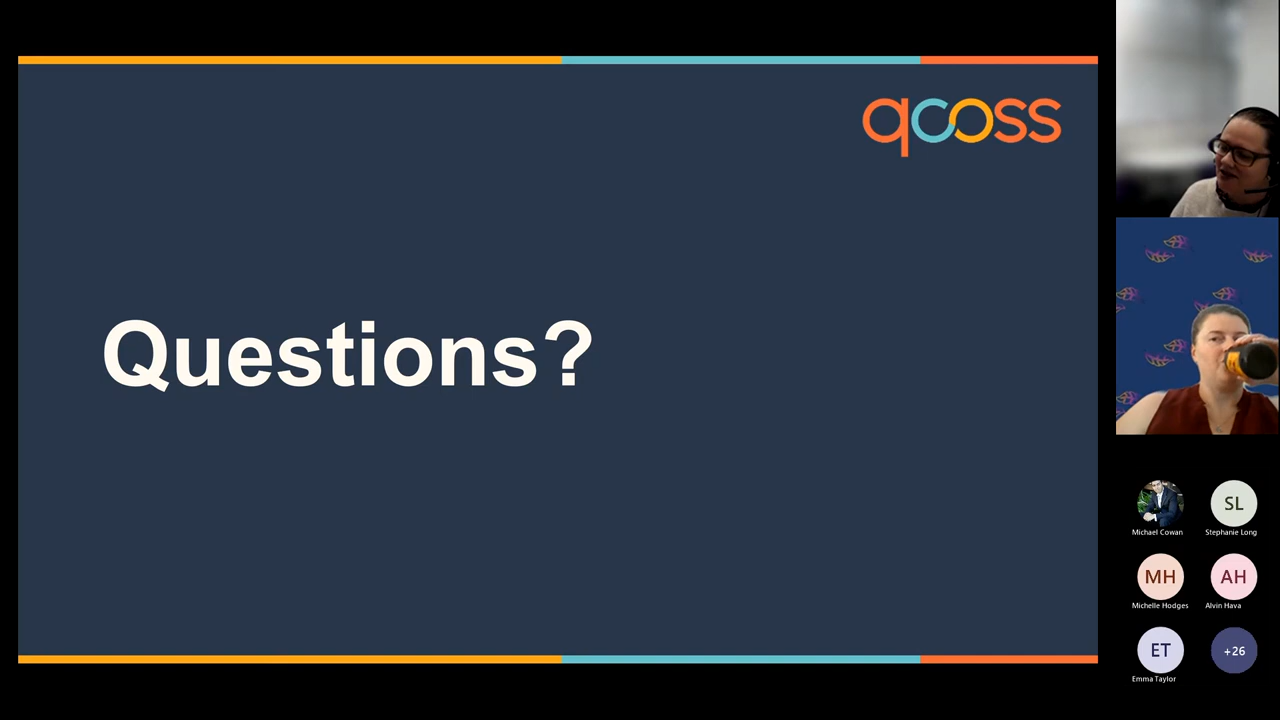 qcoss
Questions?
SL
Michael Cowan
Stephanie Long
MH
AH
Michelle Hodges
Alvin Hava
ET
+26
Emma Taylor